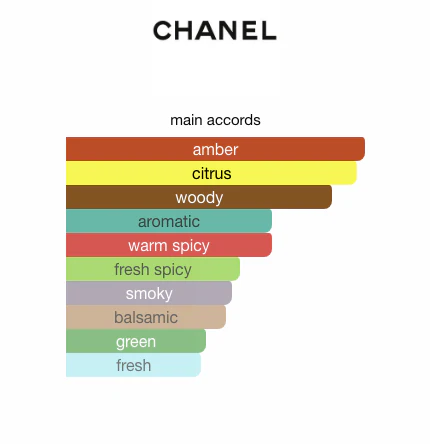 CHANEL
main accords
amber
citrus
woody
aromatic
warm spicy
fresh spicy
smoky
balsamic
green
fresh